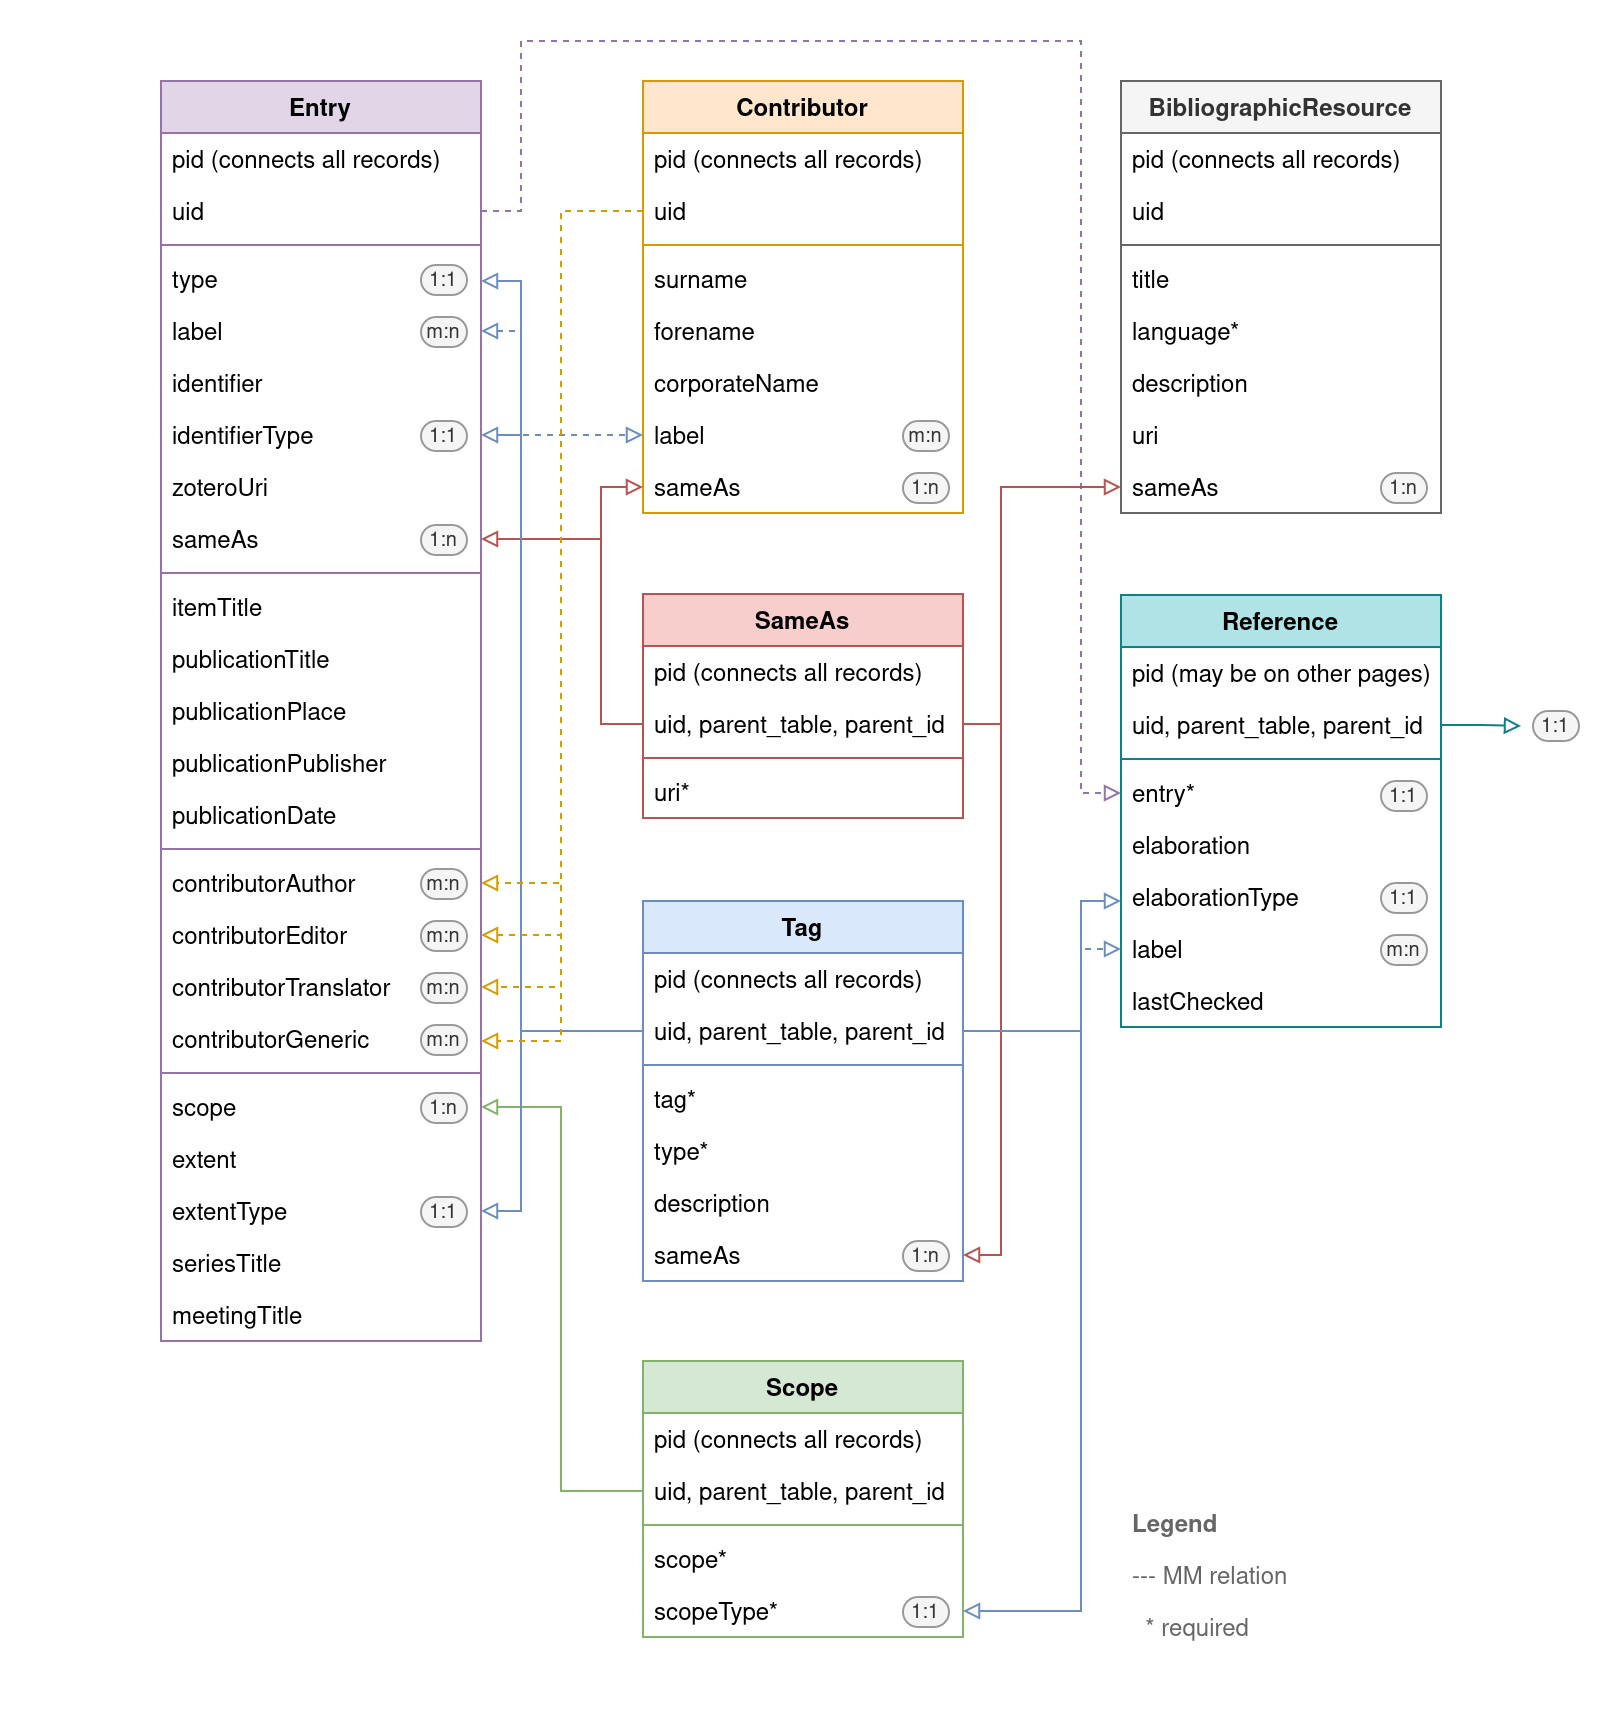 Entry
pid (connects all records)
uid
type 1:1
label m:n
identifier
identifierType 1:1
zoteroUri
sameAs 1:n
itemTitle
publicationTitle
publicationPlace
publicationPublisher
publicationDate
contributorAuthor m:n
contributorEditor m:n
contributorTranslator m:n
contributorGeneric m:n
scope 1:n
extent
extentType 1:1
seriesTitle
meetingTitle
Contributor
pid (connects all records)
uid
surname
forename
corporateName
label m:n
sameAs 1:n
SameAs
pid (connects all records)
uid, parent_table, parent_id
uri*
Tag
pid (connects all records)
uid, parent_table, parent_id
tag*
type*
description
sameAs 1:n
Scope
pid (connects all records)
uid, parent_table, parent_id
scope*
scopeType* 1:1
BibliographicResource
pid (connects all records)
uid
title
language*
description
uri
sameAs 1:n
Reference
pid (may be on other pages)
uid, parent_table, parent_id 1:1
entry* 1:1
elaboration
elaborationType 1:1
label m:n
lastChecked
Legend
--- MM relation
* required